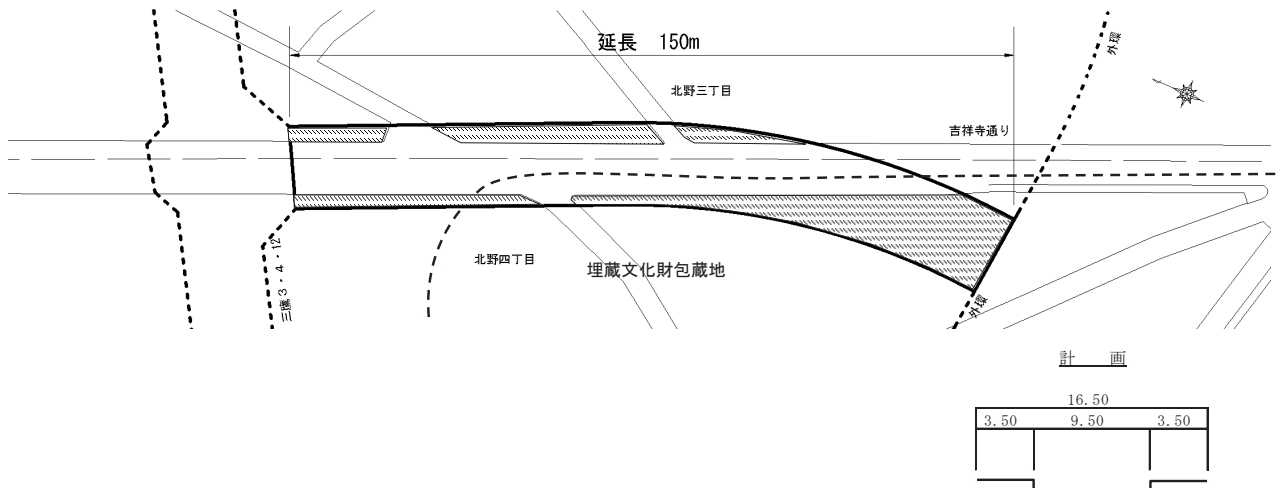 延長　150m
外環
北野三丁目
吉祥寺通り
三鷹３・４・12
北野四丁目
埋蔵文化財包蔵地
外環
計　画
16.50
3.50
9.50
3.50